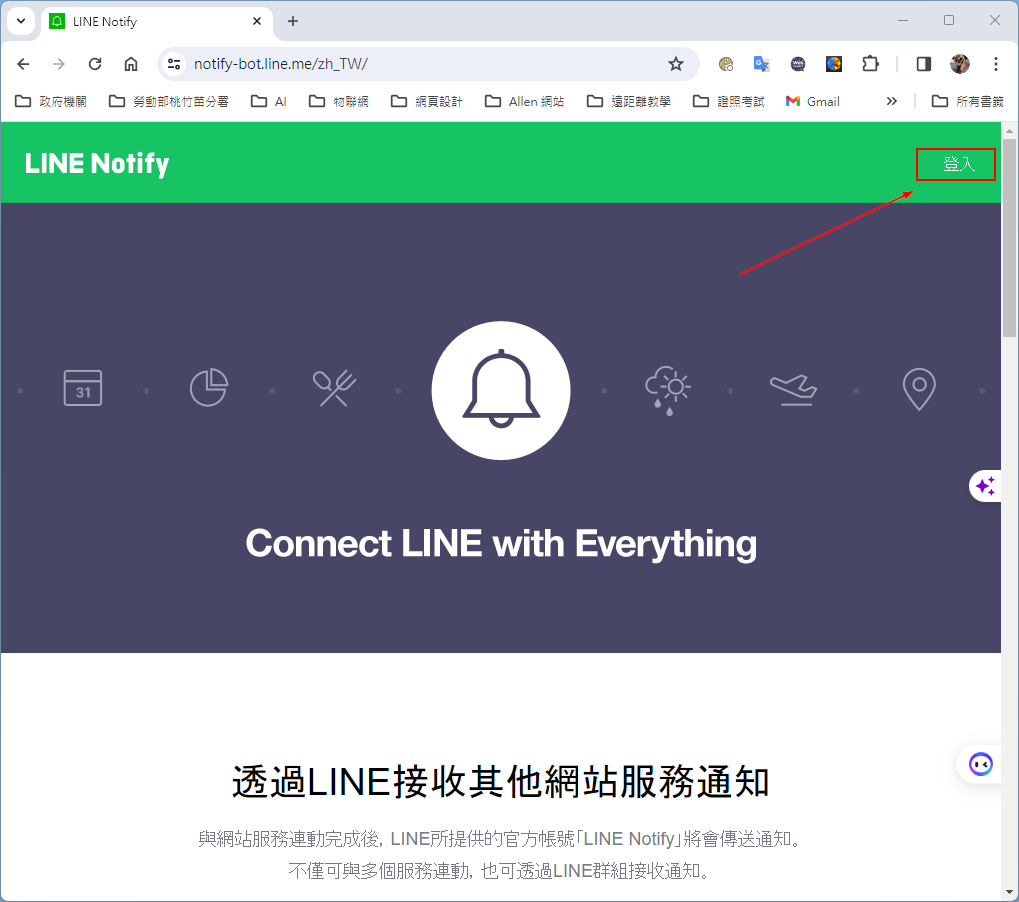 LINE Notify
notify-bot.line.me/zh_TW/
政府機關 勞動部桃竹苗分署 AI 物聯網 網頁設計 Allen 網站 遠距離教學 證照考試 Gmail » 所有書籤
LINE Notify 登入
31
Connect LINE with Everything
透過LINE接收其他網站服務通知
與網站服務連動完成後, LINE所提供的官方帳號「LINE Notify」將會傳送通知。
不僅可與多個服務連動, 也可透過LINE群組接收通知。